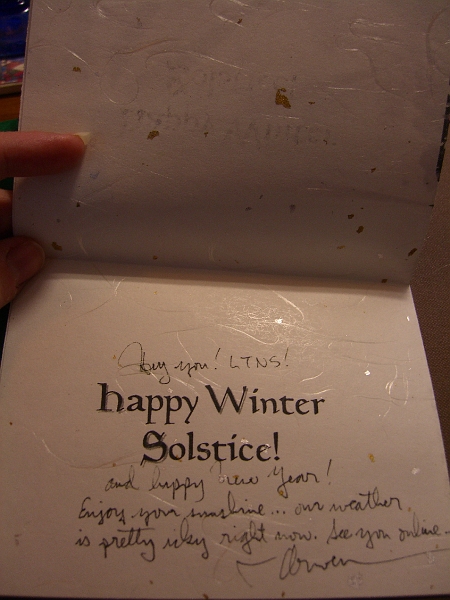 Hey you! LTNS!
happy Winter
Solstice!
and happy new year!
Enjoy your sunshine... our weather
is pretty icky right now. See you online...
- Arwen